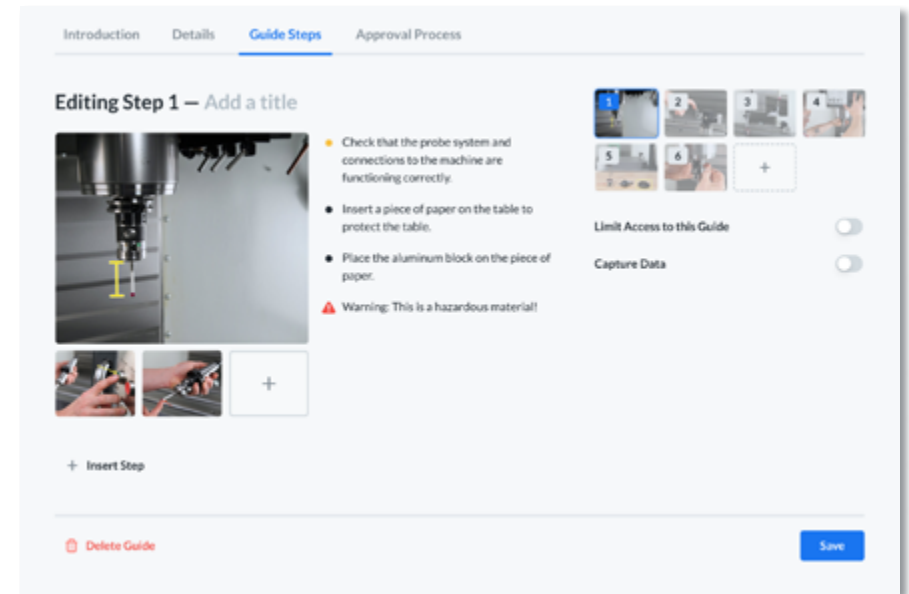 Introduction Details Guide Steps Approval Process
Editing Step 1 — Add a title
1 2 3 4
Check that the probe system and
connections to the machine are
functioning correctly.
5 6 +
Insert a piece of paper on the table to
protect the table.
Limit Access to this Guide
Place the aluminum block on the piece of
paper.
Capture Data
Warning: This is a hazardous material!
+
+ Insert Step
Delete Guide
Save